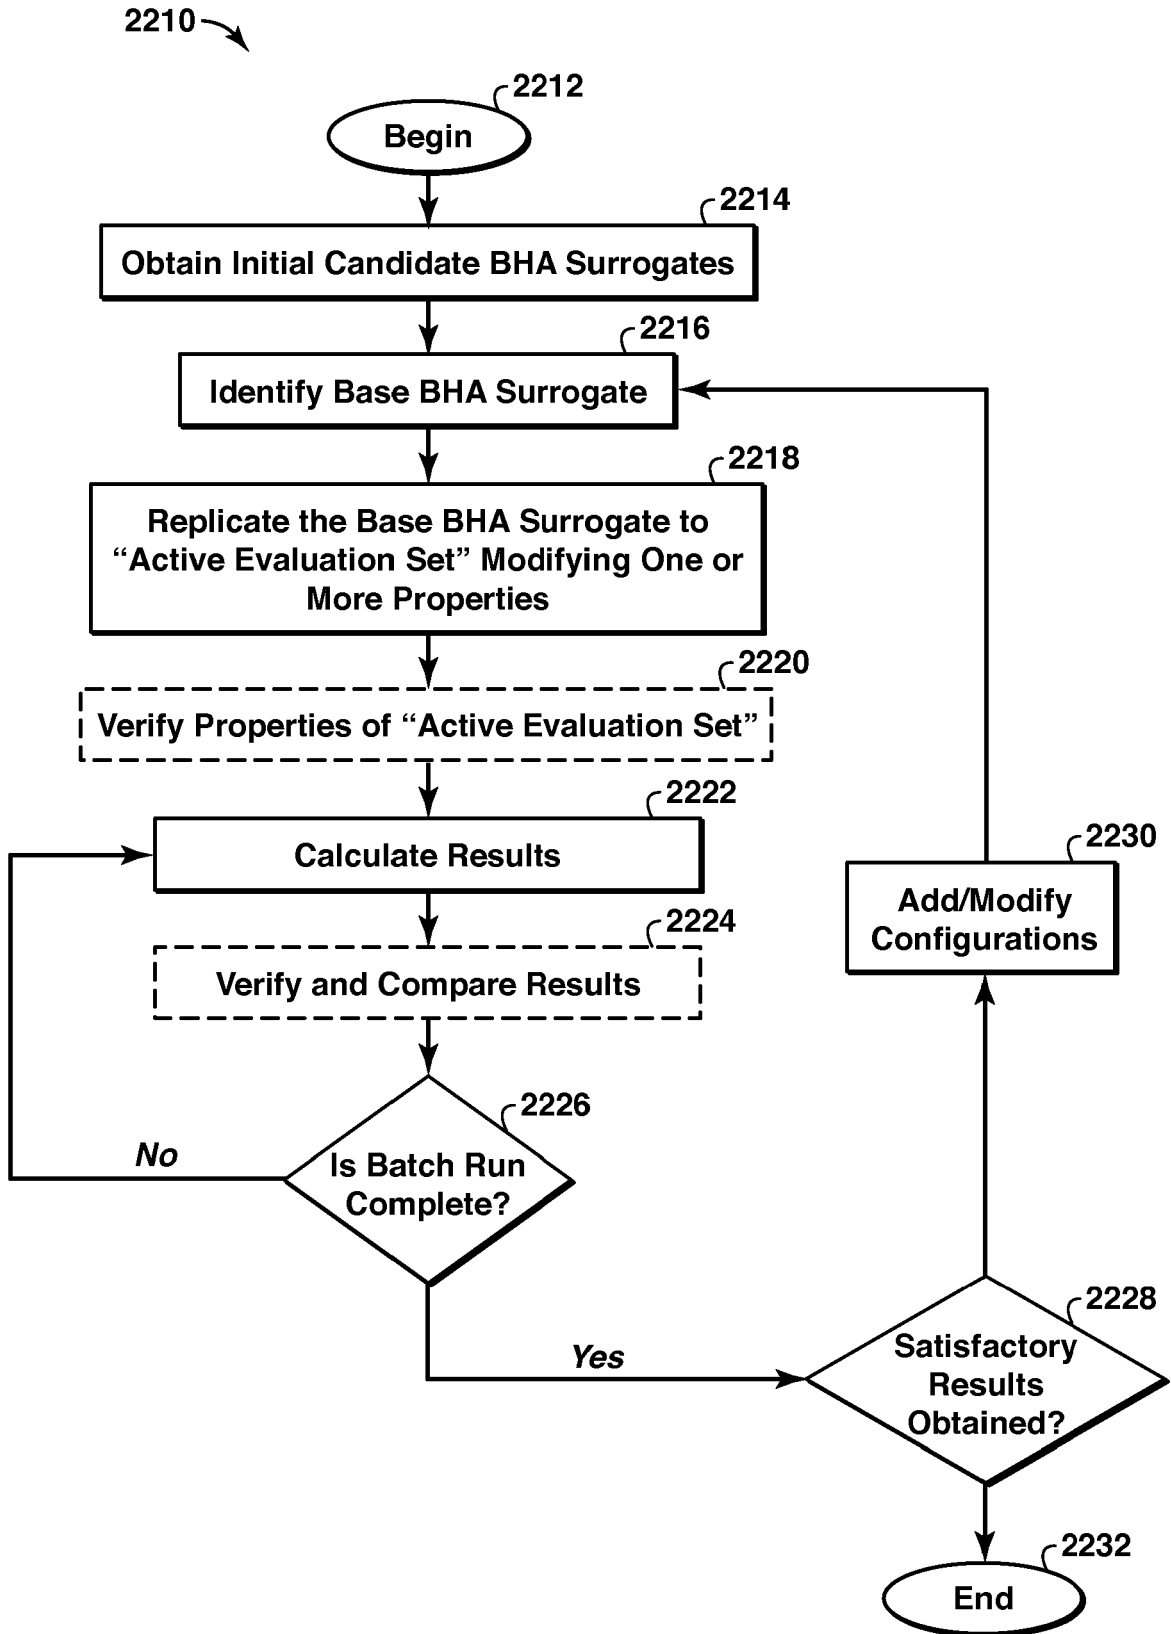 2210
2212
Begin
2214
Obtain Initial Candidate BHA Surrogates
2216
Identify Base BHA Surrogate
2218
Replicate the Base BHA Surrogate to
“Active Evaluation Set” Modifying One or
More Properties
2220
Verify Properties of “Active Evaluation Set”
2222
Calculate Results
2224
Verify and Compare Results
2226
Is Batch Run
Complete?
No
Yes
2228
Satisfactory
Results
Obtained?
2230
Add/Modify
Configurations
2232
End